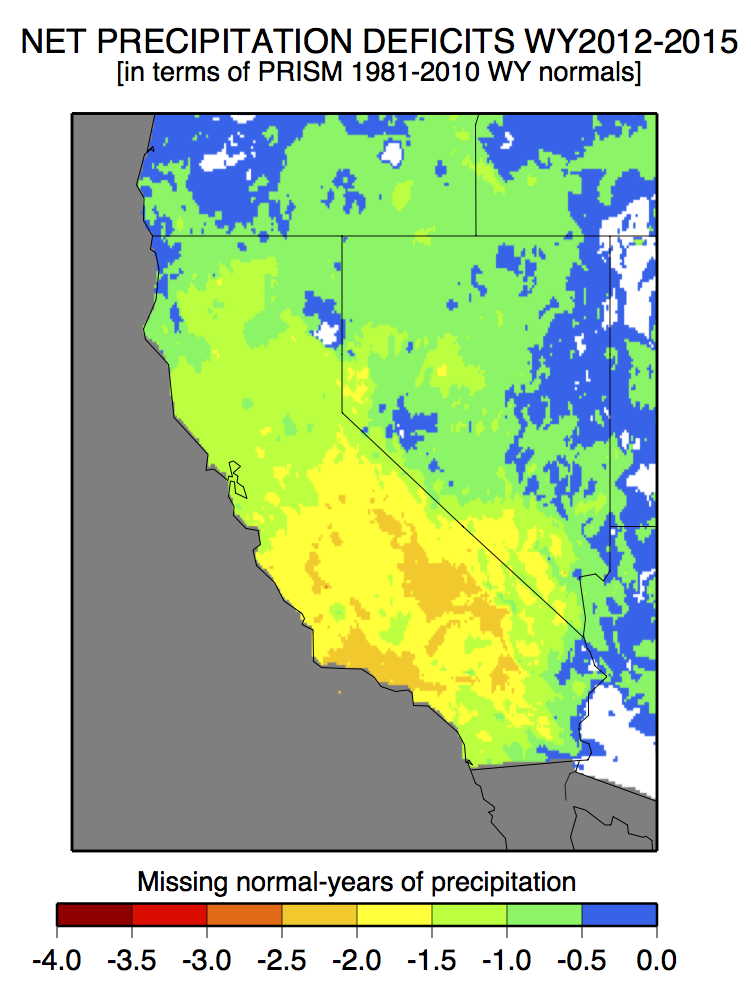 NET PRECIPITATION DEFICITS WY2012-2015
[in terms of PRISM 1981-2010 WY normals]
Missing normal-years of precipitation
-4.0 -3.5 -3.0 -2.5 -2.0 -1.5 -1.0 -0.5 0.0